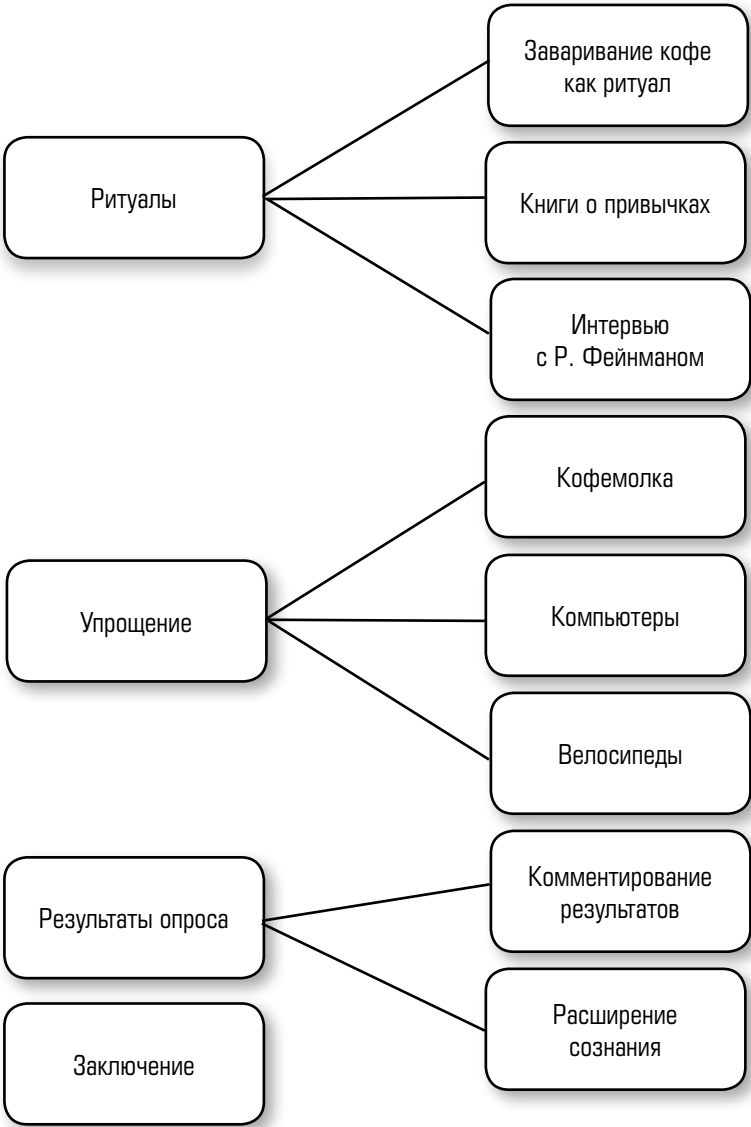 Ритуалы
Заваривание кофе
как ритуал
Книги о привычках
Интервью
с Р. Фейнманом
Упрощение
Кофемолка
Компьютеры
Велосипеды
Результаты опроса
Комментирование
результатов
Расширение
сознания
Заключение